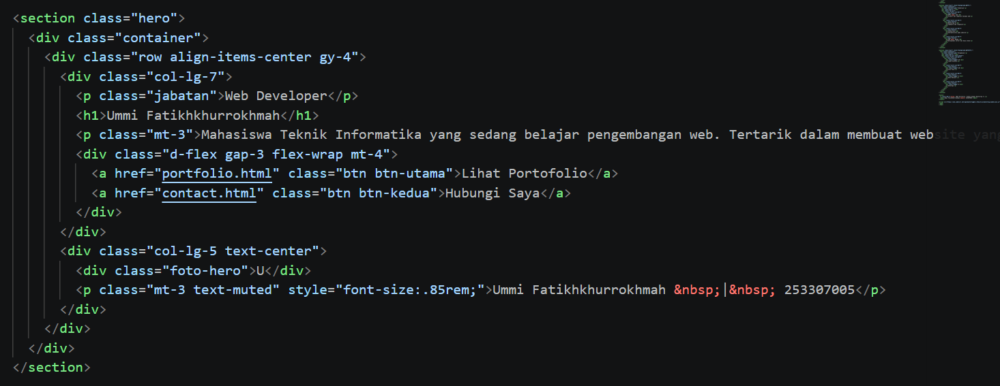 <section class="hero">
<div class="container">
<div class="row align-items-center gy-4">
<div class="col-lg-7">
<p class="jabatan">Web Developer</p>
<h1>Ummi Fatikhkhurrokhmah</h1>
<p class="mt-3">Mahasiswa Teknik Informatika yang sedang belajar pengembangan web. Tertarik dalam membuat website yang
<div class="d-flex gap-3 flex-wrap mt-4">
<a href="portfolio.html" class="btn btn-utama">Lihat Portofolio</a>
<a href="contact.html" class="btn btn-kedua">Hubungi Saya</a>
</div>
</div>
<div class="col-lg-5 text-center">
<div class="foto-hero">U</div>
<p class="mt-3 text-muted" style="font-size:.85rem;">Ummi Fatikhkhurrokhmah &nbsp;|&nbsp; 253307005</p>
</div>
</div>
</div>
</section>